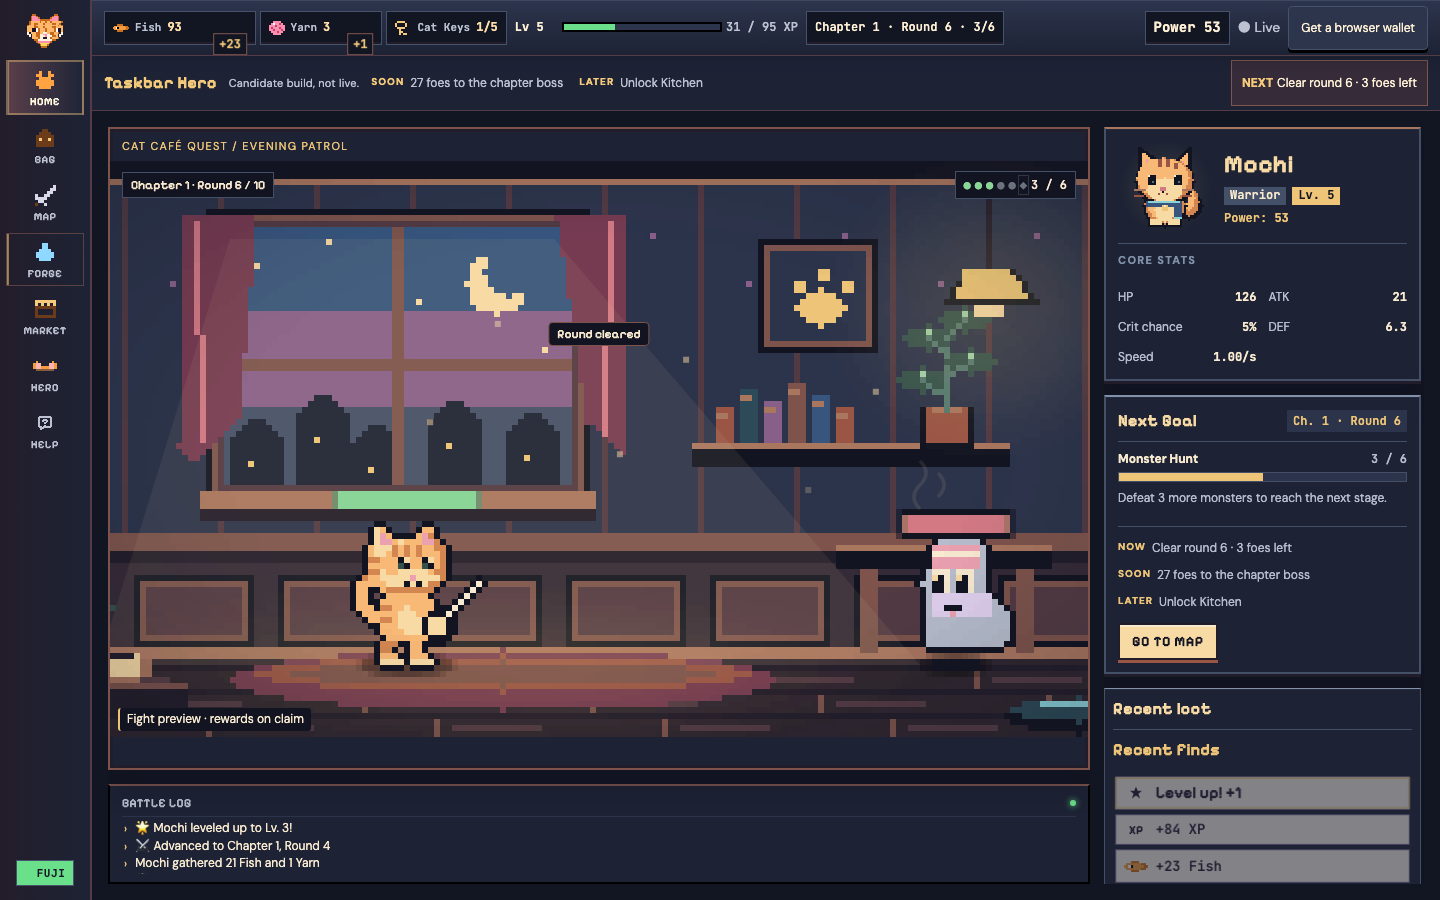 Fish 93
+23
Yarn 3
+1
Cat Keys 1/5
Lv 5
31 / 95 XP
Chapter 1 · Round 6 · 3/6
Power 53
Live
Get a browser wallet
Taskbar Hero
Candidate build, not live.
SOON 27 foes to the chapter boss
LATER Unlock Kitchen
NEXT Clear round 6 · 3 foes left
HOME
BAG
MAP
FORGE
MARKET
HERO
HELP
FUJI
CAT CAFÉ QUEST / EVENING PATROL
Chapter 1 · Round 6 / 10
3 / 6
Round cleared
Fight preview · rewards on claim
BATTLE LOG
› 🌟 Mochi leveled up to Lv. 3!
› ⚔️ Advanced to Chapter 1, Round 4
› Mochi gathered 21 Fish and 1 Yarn
Mochi
Warrior
Lv. 5
Power: 53
CORE STATS
HP 126 ATK 21
Crit chance 5% DEF 6.3
Speed 1.00/s
Next Goal
Ch. 1 · Round 6
Monster Hunt 3 / 6
Defeat 3 more monsters to reach the next stage.
NOW Clear round 6 · 3 foes left
SOON 27 foes to the chapter boss
LATER Unlock Kitchen
GO TO MAP
Recent loot
Recent finds
★ Level up! +1
XP +84 XP
+23 Fish